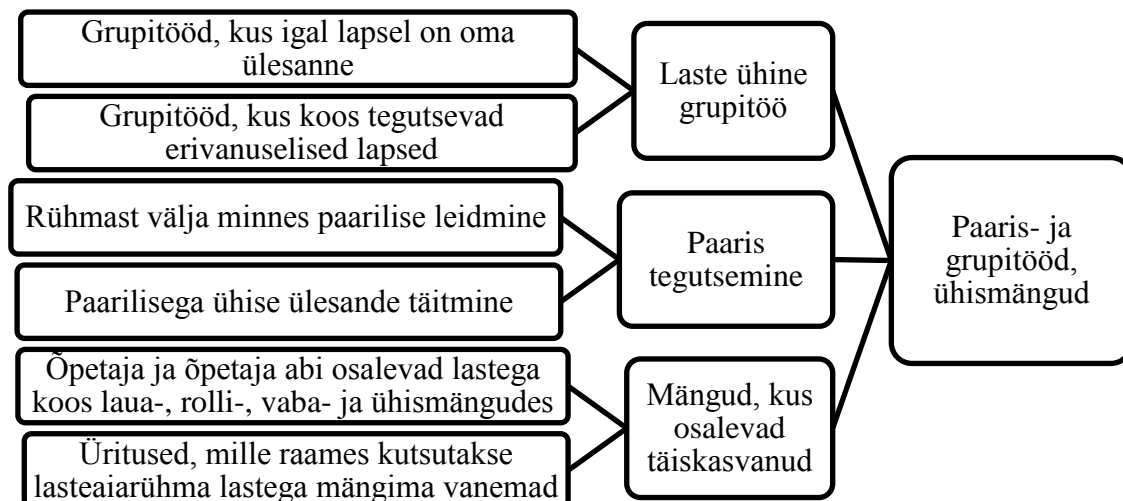 Grupitööd, kus igal lapsel on oma
ülesanne
Grupitööd, kus koos tegutsevad
erivanuselised lapsed
Laste ühine
grupitöö
Rühmast välja minnes paarilise leidmine
Paarilisega ühise ülesande täitmine
Paaris
tegutsemine
Õpetaja ja õpetaja abi osalevad lastega
koos laua-, rolli-, vaba- ja ühismängudes
Üritused, mille raames kutsutakse
lasteaiarühma lastega mängima vanemad
Mängud, kus
osalevad
täiskasvanud
Paaris- ja
grupitööd,
ühismängud